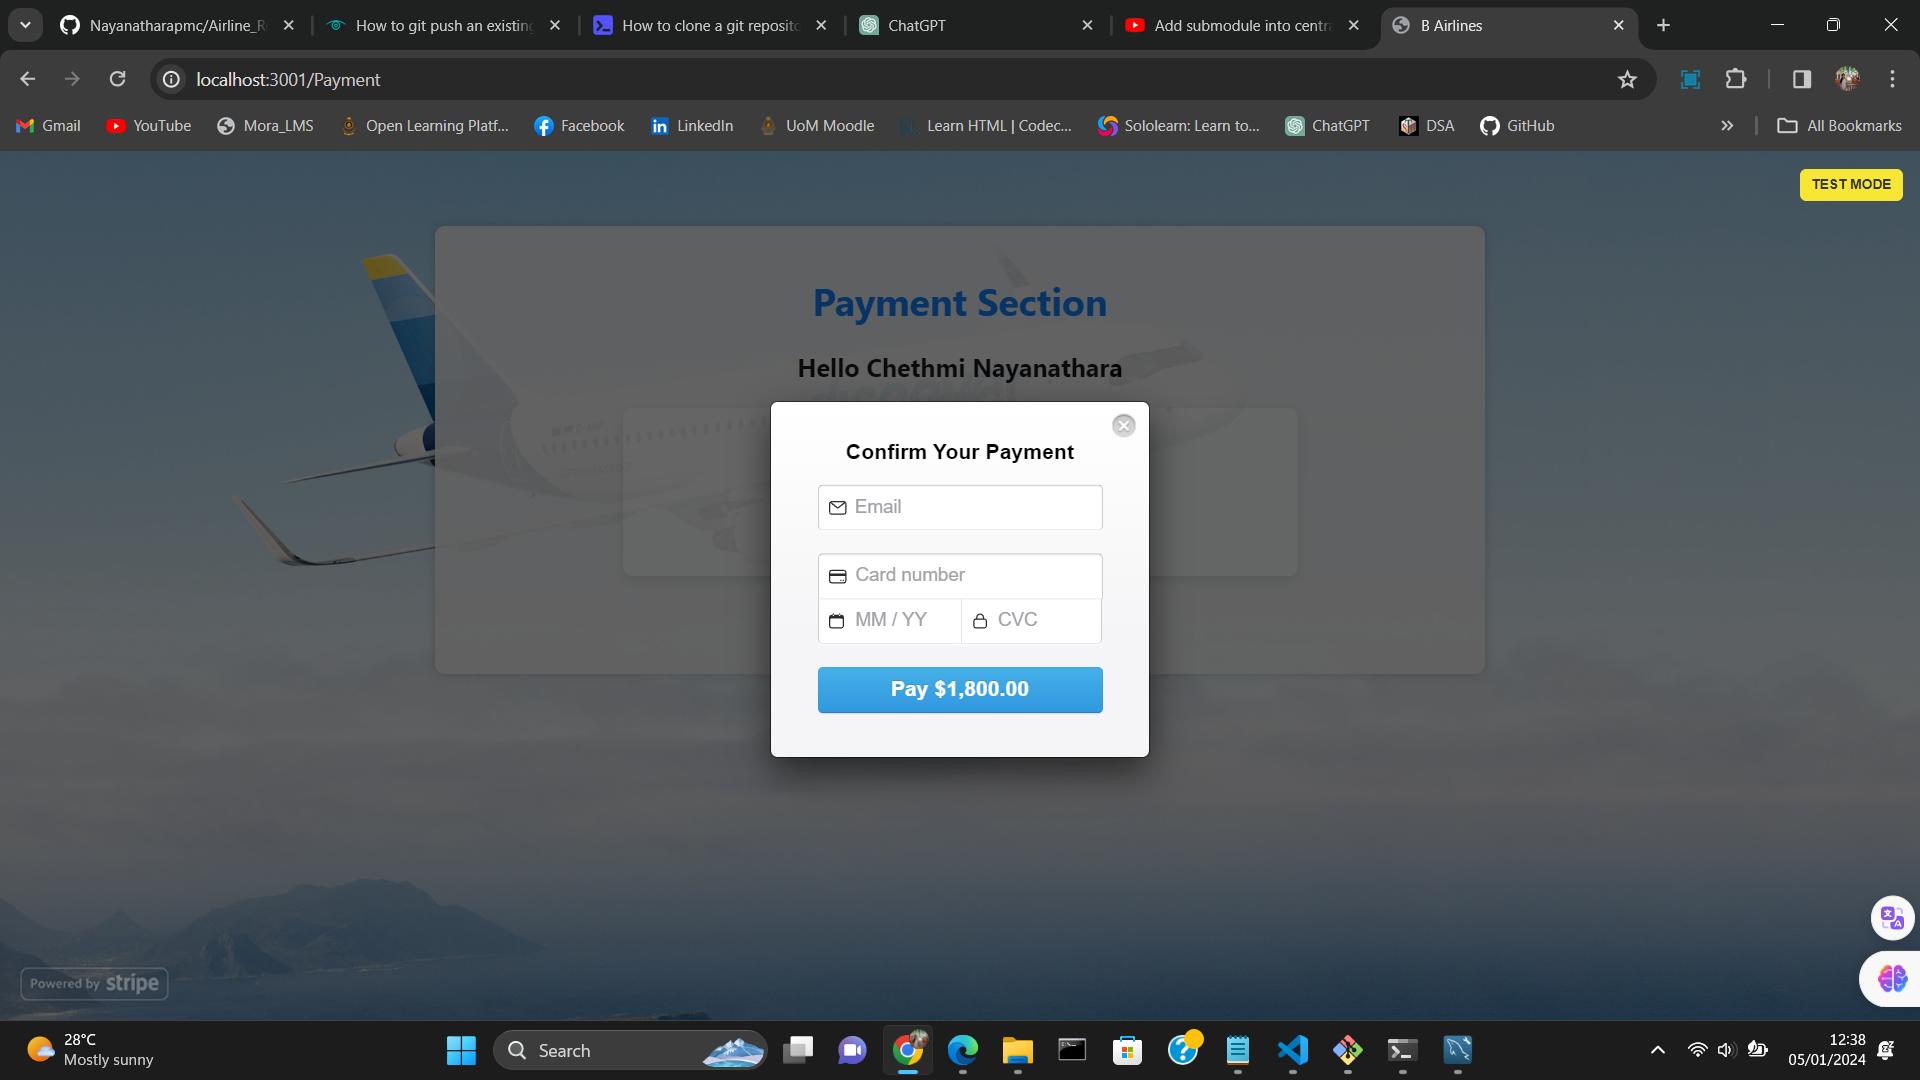 Nayanatharapmc/Airline_R
How to git push an existing
How to clone a git reposito
ChatGPT
Add submodule into centra
B Airlines
localhost:3001/Payment
Gmail
YouTube
Mora_LMS
Open Learning Platf...
Facebook
LinkedIn
UoM Moodle
Learn HTML | Codec...
Sololearn: Learn to...
ChatGPT
DSA
GitHub
All Bookmarks
TEST MODE
Payment Section
Hello Chethmi Nayanathara
Confirm Your Payment
Email
Card number
MM / YY
CVC
Pay $1,800.00
Powered by stripe
28°C
Mostly sunny
Search
12:38
05/01/2024